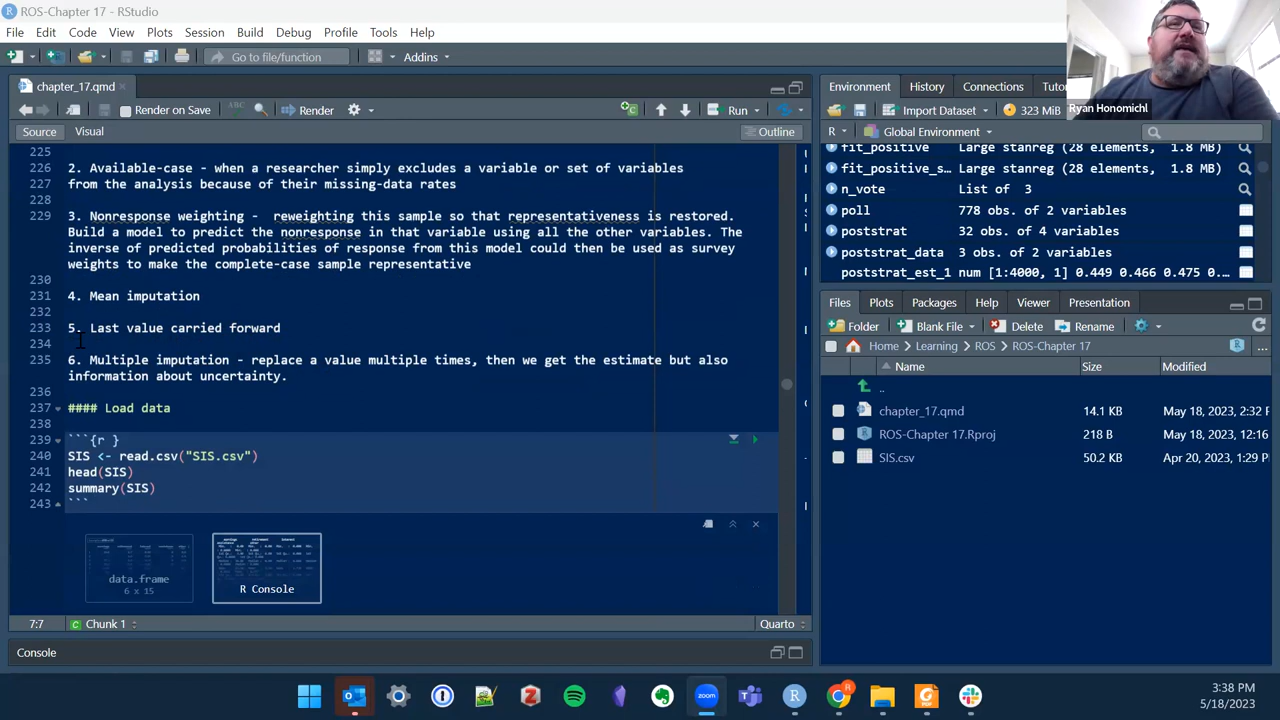 ROS-Chapter 17 - RStudio
File Edit Code View Plots Session Build Debug Profile Tools Help
Go to file/function Addins
chapter_17.qmd
Render on Save ABC Render Run
Source Visual Outline
225
226 2. Available-case - when a researcher simply excludes a variable or set of variables
227 from the analysis because of their missing-data rates
228
229 3. Nonresponse weighting - reweighting this sample so that representativeness is restored.
Build a model to predict the nonresponse in that variable using all the other variables. The
inverse of predicted probabilities of response from this model could then be used as survey
weights to make the complete-case sample representative
230
231 4. Mean imputation
232
233 5. Last value carried forward
234
235 6. Multiple imputation - replace a value multiple times, then we get the estimate but also
information about uncertainty.
236
237 #### Load data
238
239 ```{r }
240 SIS <- read.csv("SIS.csv")
241 head(SIS)
242 summary(SIS)
243 ```
data.frame
6 x 15
R Console
7:7 Chunk 1 Quarto
Console
Environment History Connections Tuto
Import Dataset 323 MiB
R Global Environment
fit_positive Large stanreg (28 elements, 1.8 MB)
fit_positive_s… Large stanreg (28 elements, 1.8 MB)
n_vote List of 3
poll 778 obs. of 2 variables
poststrat 32 obs. of 4 variables
poststrat_data 3 obs. of 2 variables
poststrat_est_1 num [1:4000, 1] 0.449 0.466 0.475 0.…
Files Plots Packages Help Viewer Presentation
Folder Blank File Delete Rename
Home Learning ROS ROS-Chapter 17 ...
Name Size Modified
..
chapter_17.qmd 14.1 KB May 18, 2023, 2:32 P
ROS-Chapter 17.Rproj 218 B May 18, 2023, 12:16
SIS.csv 50.2 KB Apr 20, 2023, 1:29 P
Ryan Honomichl
3:38 PM
5/18/2023